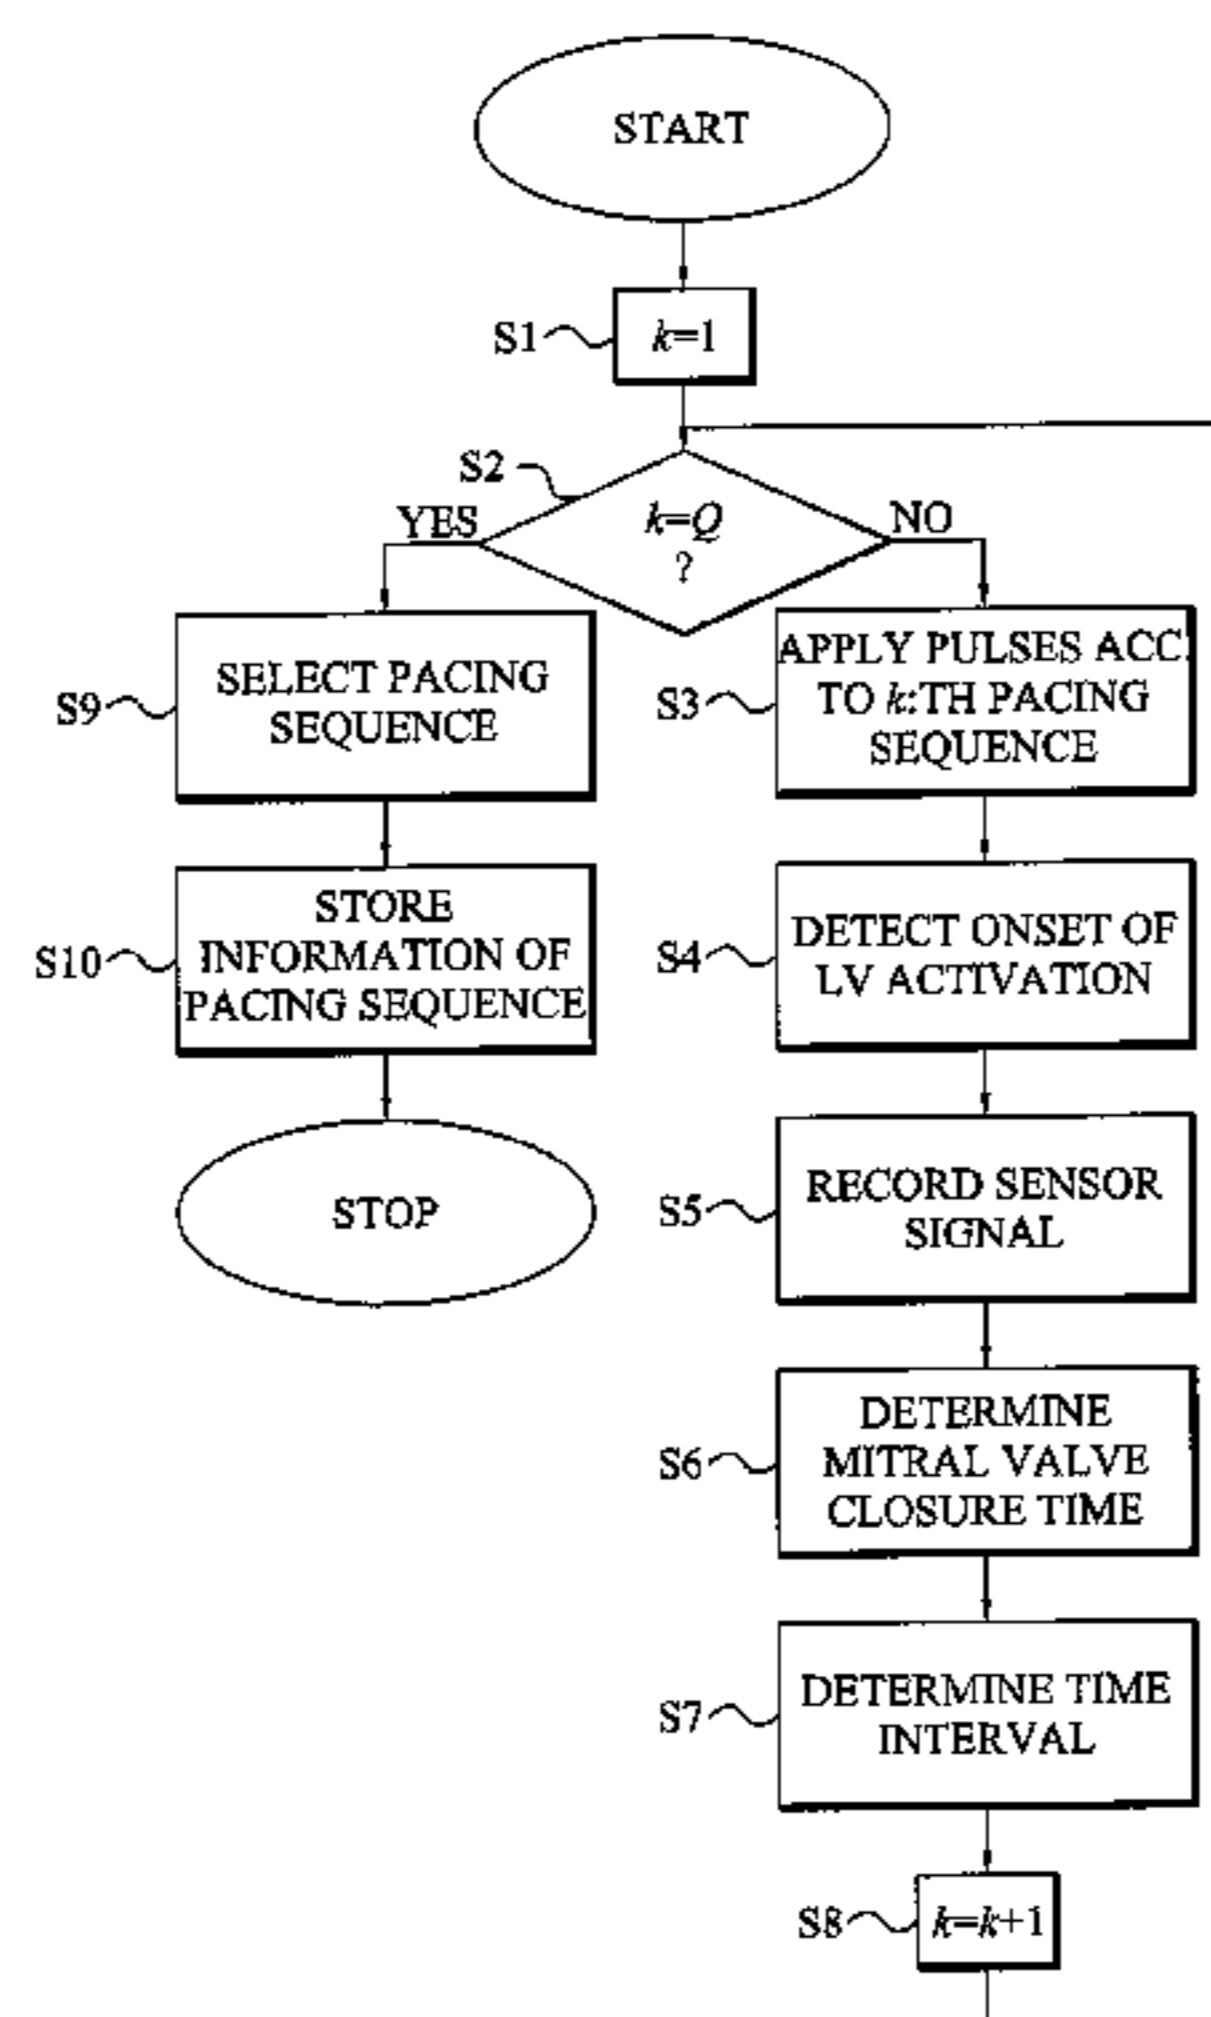 START
S1
k=1
S2
YES
k=Q
?
NO
S9
SELECT PACING
SEQUENCE
S3
APPLY PULSES ACC.
TO k:TH PACING
SEQUENCE
S10
STORE
INFORMATION OF
PACING SEQUENCE
S4
DETECT ONSET OF
LV ACTIVATION
STOP
S5
RECORD SENSOR
SIGNAL
S6
DETERMINE
MITRAL VALVE
CLOSURE TIME
S7
DETERMINE TIME
INTERVAL
S8
k=k+1